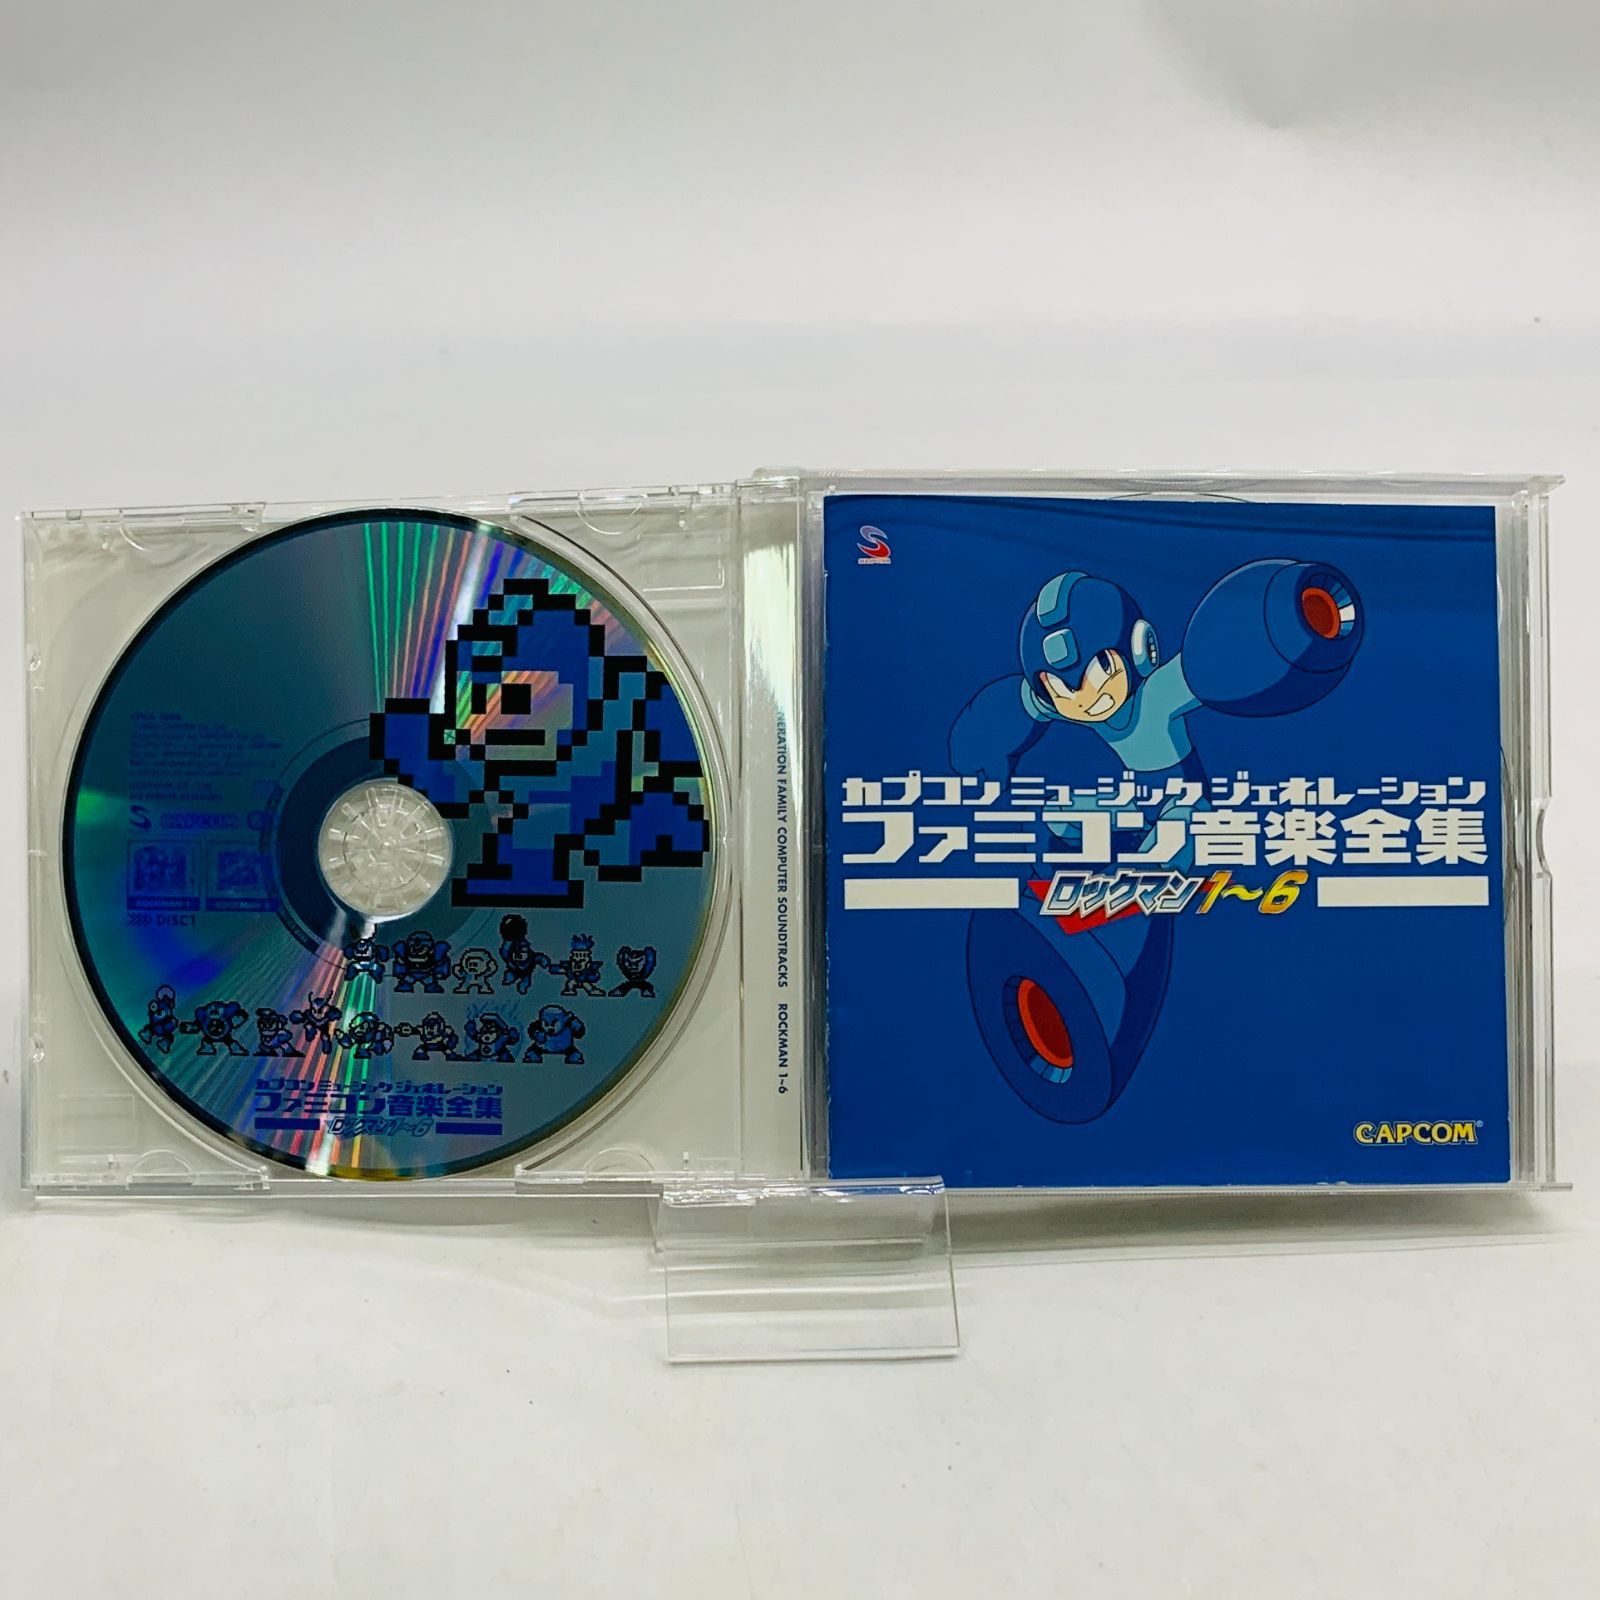 CAPCOM
ROCKMAN 1
DISC1
カプコン ミュージック ジェネレーション
ファミコン音楽全集
ロックマン1〜6
NERATION FAMILY COMPUTER SOUNDTRACKS ROCKMAN 1~6
カプコン ミュージック ジェネレーション
ファミコン音楽全集
ロックマン1〜6
CAPCOM®